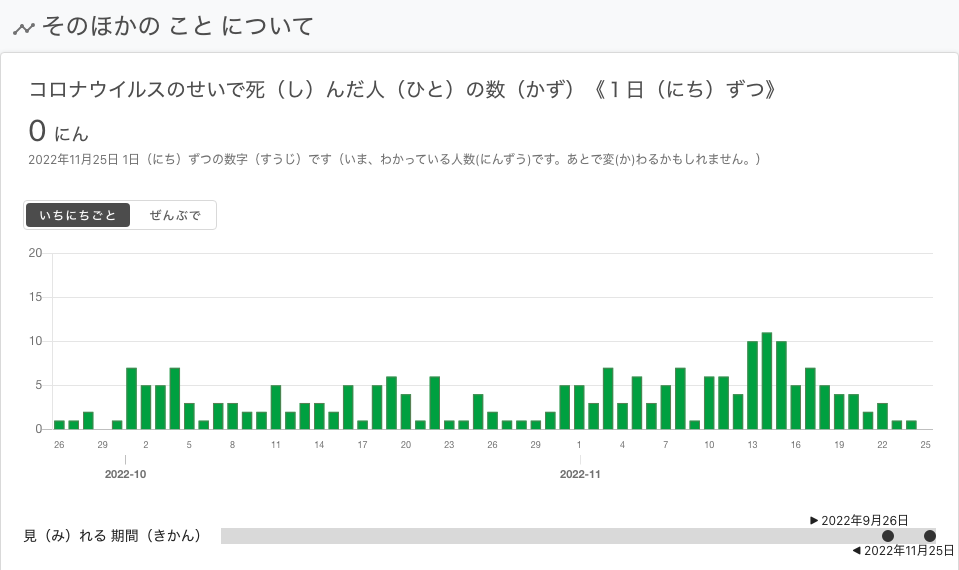 そのほかの こと について
コロナウイルスのせいで死（し）んだ人（ひと）の数（かず）《１日（にち）ずつ》
0 にん
2022年11月25日 1日（にち）ずつの数字（すうじ）です（いま、わかっている人数(にんずう)です。あとで変(か)わるかもしれません。）
いちにちごと ぜんぶで
20
15
10
5
0
26 29 2 5 8 11 14 17 20 23 26 29 1 4 7 10 13 16 19 22 25
2022-10 2022-11
▶ 2022年9月26日
見（み）れる 期間（きかん）
◀ 2022年11月25日